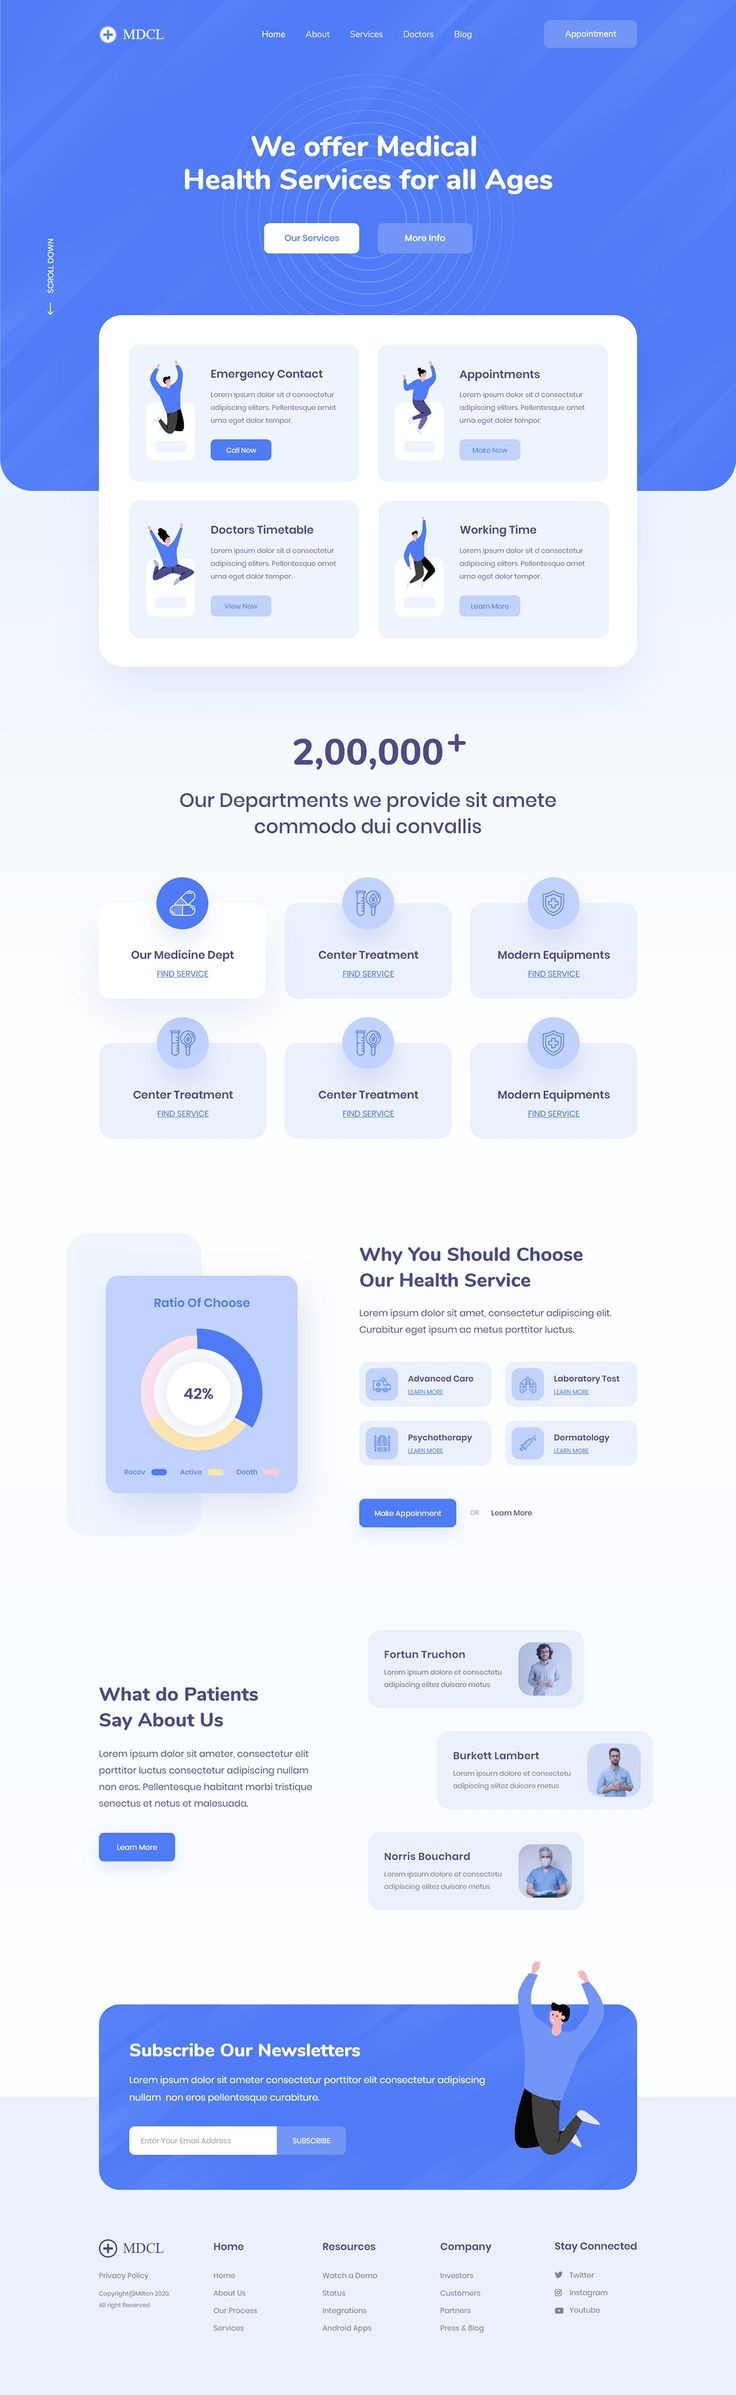 MDCL
Home About Services Doctors Blog
Appointment
We offer Medical
Health Services for all Ages
Our Services
More Info
SCROLL DOWN
Emergency Contact
Lorem ipsum dolor sit d consectetur
adipiscing elitors. Pellentesque amet
urna eget dolor tempor.
Call Now
Appointments
Lorem ipsum dolor sit d consectetur
adipiscing elitors. Pellentesque amet
urna eget dolor tempor.
Make Now
Doctors Timetable
Lorem ipsum dolor sit d consectetur
adipiscing elitors. Pellentesque amet
urna eget dolor tempor.
View Now
Working Time
Lorem ipsum dolor sit d consectetur
adipiscing elitors. Pellentesque amet
urna eget dolor tempor.
Learn More
2,00,000+
Our Departments we provide sit amete
commodo dui convallis
Our Medicine Dept
FIND SERVICE
Center Treatment
FIND SERVICE
Modern Equipments
FIND SERVICE
Center Treatment
FIND SERVICE
Center Treatment
FIND SERVICE
Modern Equipments
FIND SERVICE
Ratio Of Choose
42%
Recov Active Death
Why You Should Choose
Our Health Service
Lorem ipsum dolor sit amet, consectetur adipiscing elit.
Curabitur eget ipsum ac metus porttitor luctus.
Advanced Care
LEARN MORE
Laboratory Test
LEARN MORE
Psychotherapy
LEARN MORE
Dermatology
LEARN MORE
Make Appoinment
OR
Learn More
What do Patients
Say About Us
Lorem ipsum dolor sit ameter, consectetur elit
porttitor luctus consectetur adipiscing nullam
non eros. Pellentesque habitant morbi tristique
senectus et netus et malesuada.
Learn More
Fortun Truchon
Lorem ipsum dolore et consectetu
adipiscing elitez duisare metus
Burkett Lambert
Lorem ipsum dolore et consectetu
adipiscing elitez duisare metus
Norris Bouchard
Lorem ipsum dolore et consectetu
adipiscing elitez duisare metus
Subscribe Our Newsletters
Lorem ipsum dolor sit ameter consectetur porttitor elit consectetur adipiscing
nullam non eros pellentesque curabiture.
Enter Your Email Address
SUBSCRIBE
MDCL
Privacy Policy
Copyright@Milton 2020,
All right Reserved
Home
Home
About Us
Our Process
Services
Resources
Watch a Demo
Status
Integrations
Android Apps
Company
Investors
Customers
Partners
Press & Blog
Stay Connected
Twitter
Instagram
Youtube